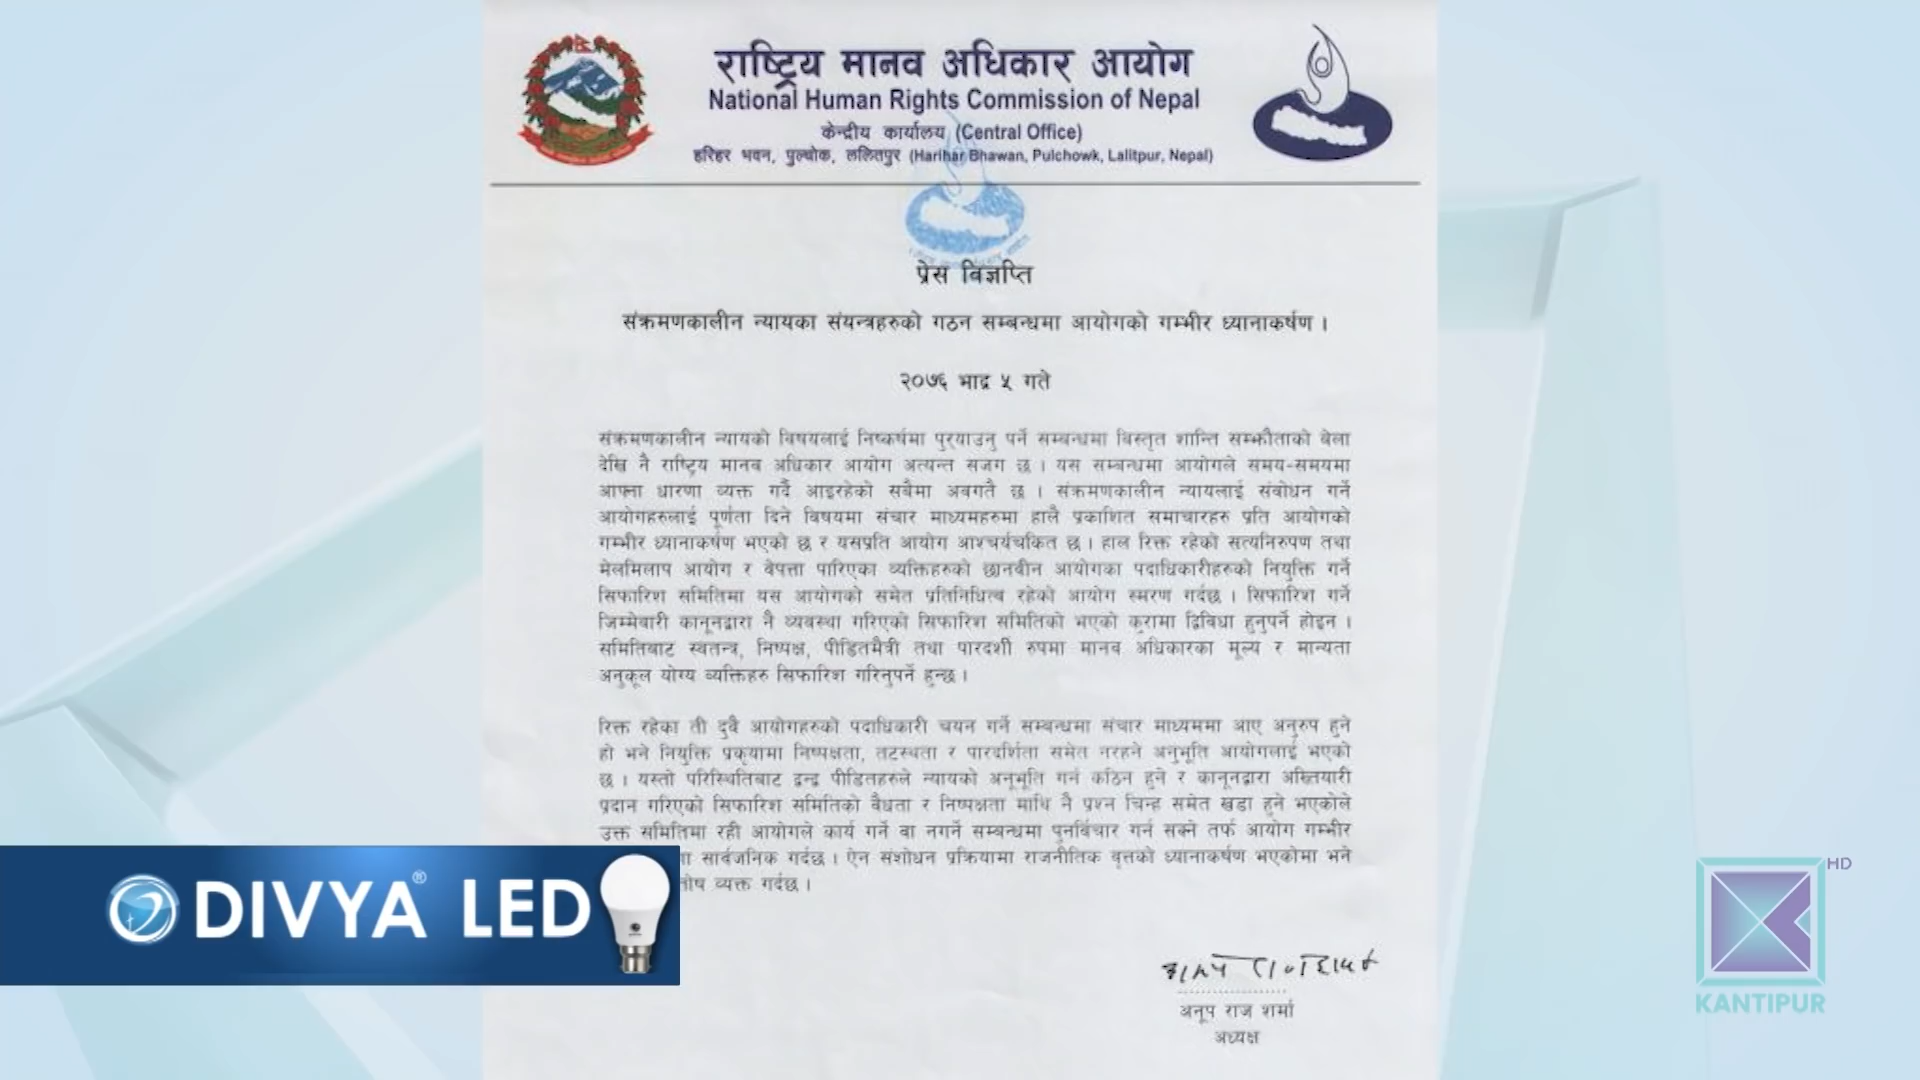 राष्ट्रिय मानव अधिकार आयोग
National Human Rights Commission of Nepal
केन्द्रीय कार्यालय (Central Office)
हरिहर भवन, पुल्चोक, ललितपुर (Harihar Bhawan, Pulchowk, Lalitpur, Nepal)
प्रेस विज्ञप्ति
संक्रमणकालीन न्यायका संयन्त्रहरुको गठन सम्बन्धमा आयोगको गम्भीर ध्यानाकर्षण ।
२०७६ भाद्र ५ गते
संक्रमणकालीन न्यायको विषयलाई निष्कर्षमा पुर्‍याउनु पर्ने सम्बन्धमा विस्तृत शान्ति सम्झौताको बेला
देखि नै राष्ट्रिय मानव अधिकार आयोग अत्यन्त सजग छ । यस सम्बन्धमा आयोगले समय-समयमा
आफ्ना धारणा व्यक्त गर्दै आइरहेको सबैमा अवगतै छ । संक्रमणकालीन न्यायलाई संबोधन गर्ने
आयोगहरुलाई पूर्णता दिने विषयमा संचार माध्यमहरुमा हालै प्रकाशित समाचारहरु प्रति आयोगको
गम्भीर ध्यानाकर्षण भएको छ र यसप्रति आयोग आश्चर्यचकित छ । हाल रिक्त रहेको सत्यनिरुपण तथा
मेलमिलाप आयोग र बेपत्ता पारिएका व्यक्तिहरुको छानबीन आयोगका पदाधिकारीहरुको नियुक्ति गर्ने
सिफारिश समितिमा यस आयोगको समेत प्रतिनिधित्व रहेको आयोग स्मरण गर्दछ । सिफारिश गर्ने
जिम्मेवारी कानूनद्वारा नै व्यवस्था गरिएको सिफारिश समितिको भएको कुरामा द्विविधा हुनुपर्ने होइन ।
समितिबाट स्वतन्त्र, निष्पक्ष, पीडितमैत्री तथा पारदर्शी रुपमा मानव अधिकारका मूल्य र मान्यता
अनुकूल योग्य व्यक्तिहरु सिफारिश गरिनुपर्ने हुन्छ ।
रिक्त रहेका ती दुवै आयोगहरुको पदाधिकारी चयन गर्ने सम्बन्धमा संचार माध्यममा आए अनुरुप हुने
हो भने नियुक्ति प्रकृयामा निष्पक्षता, तटस्थता र पारदर्शिता समेत नरहने अनुभूति आयोगलाई भएको
छ । यस्तो परिस्थितिबाट द्वन्द्व पीडितहरुले न्यायको अनुभूति गर्न कठिन हुने र कानूनद्वारा अख्तियारी
प्रदान गरिएको सिफारिश समितिको वैधता र निष्पक्षता माथि नै प्रश्न चिन्ह समेत खडा हुने भएकोले
उक्त समितिमा रही आयोगले कार्य गर्ने वा नगर्ने सम्बन्धमा पुनर्विचार गर्न सक्ने तर्फ आयोग गम्भीर
सार्वजनिक गर्दछ । ऐन संशोधन प्रक्रियामा राजनीतिक वृत्तको ध्यानाकर्षण भएकोमा भने
व्यक्त गर्दछ ।
अनूप राज शर्मा
अध्यक्ष
DIVYA® LED
HD
KANTIPUR